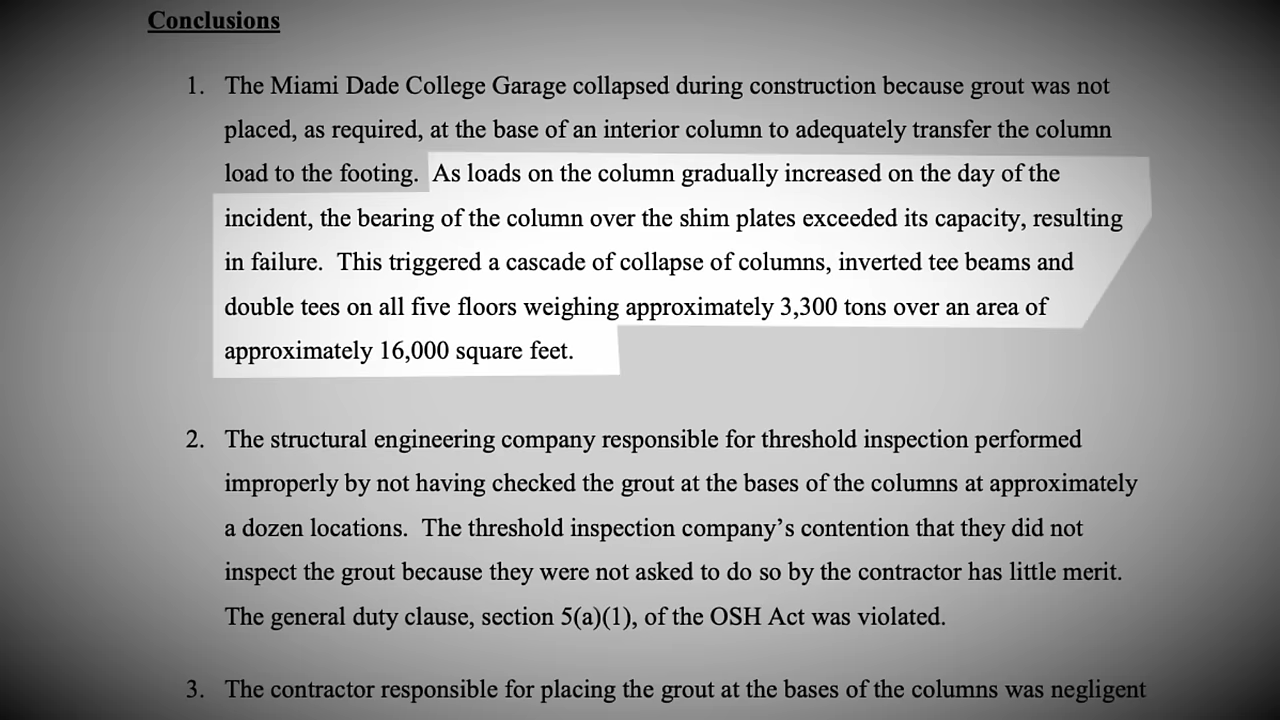 Conclusions
1. The Miami Dade College Garage collapsed during construction because grout was not
placed, as required, at the base of an interior column to adequately transfer the column
load to the footing. As loads on the column gradually increased on the day of the
incident, the bearing of the column over the shim plates exceeded its capacity, resulting
in failure. This triggered a cascade of collapse of columns, inverted tee beams and
double tees on all five floors weighing approximately 3,300 tons over an area of
approximately 16,000 square feet.
2. The structural engineering company responsible for threshold inspection performed
improperly by not having checked the grout at the bases of the columns at approximately
a dozen locations. The threshold inspection company’s contention that they did not
inspect the grout because they were not asked to do so by the contractor has little merit.
The general duty clause, section 5(a)(1), of the OSH Act was violated.
3. The contractor responsible for placing the grout at the bases of the columns was negligent